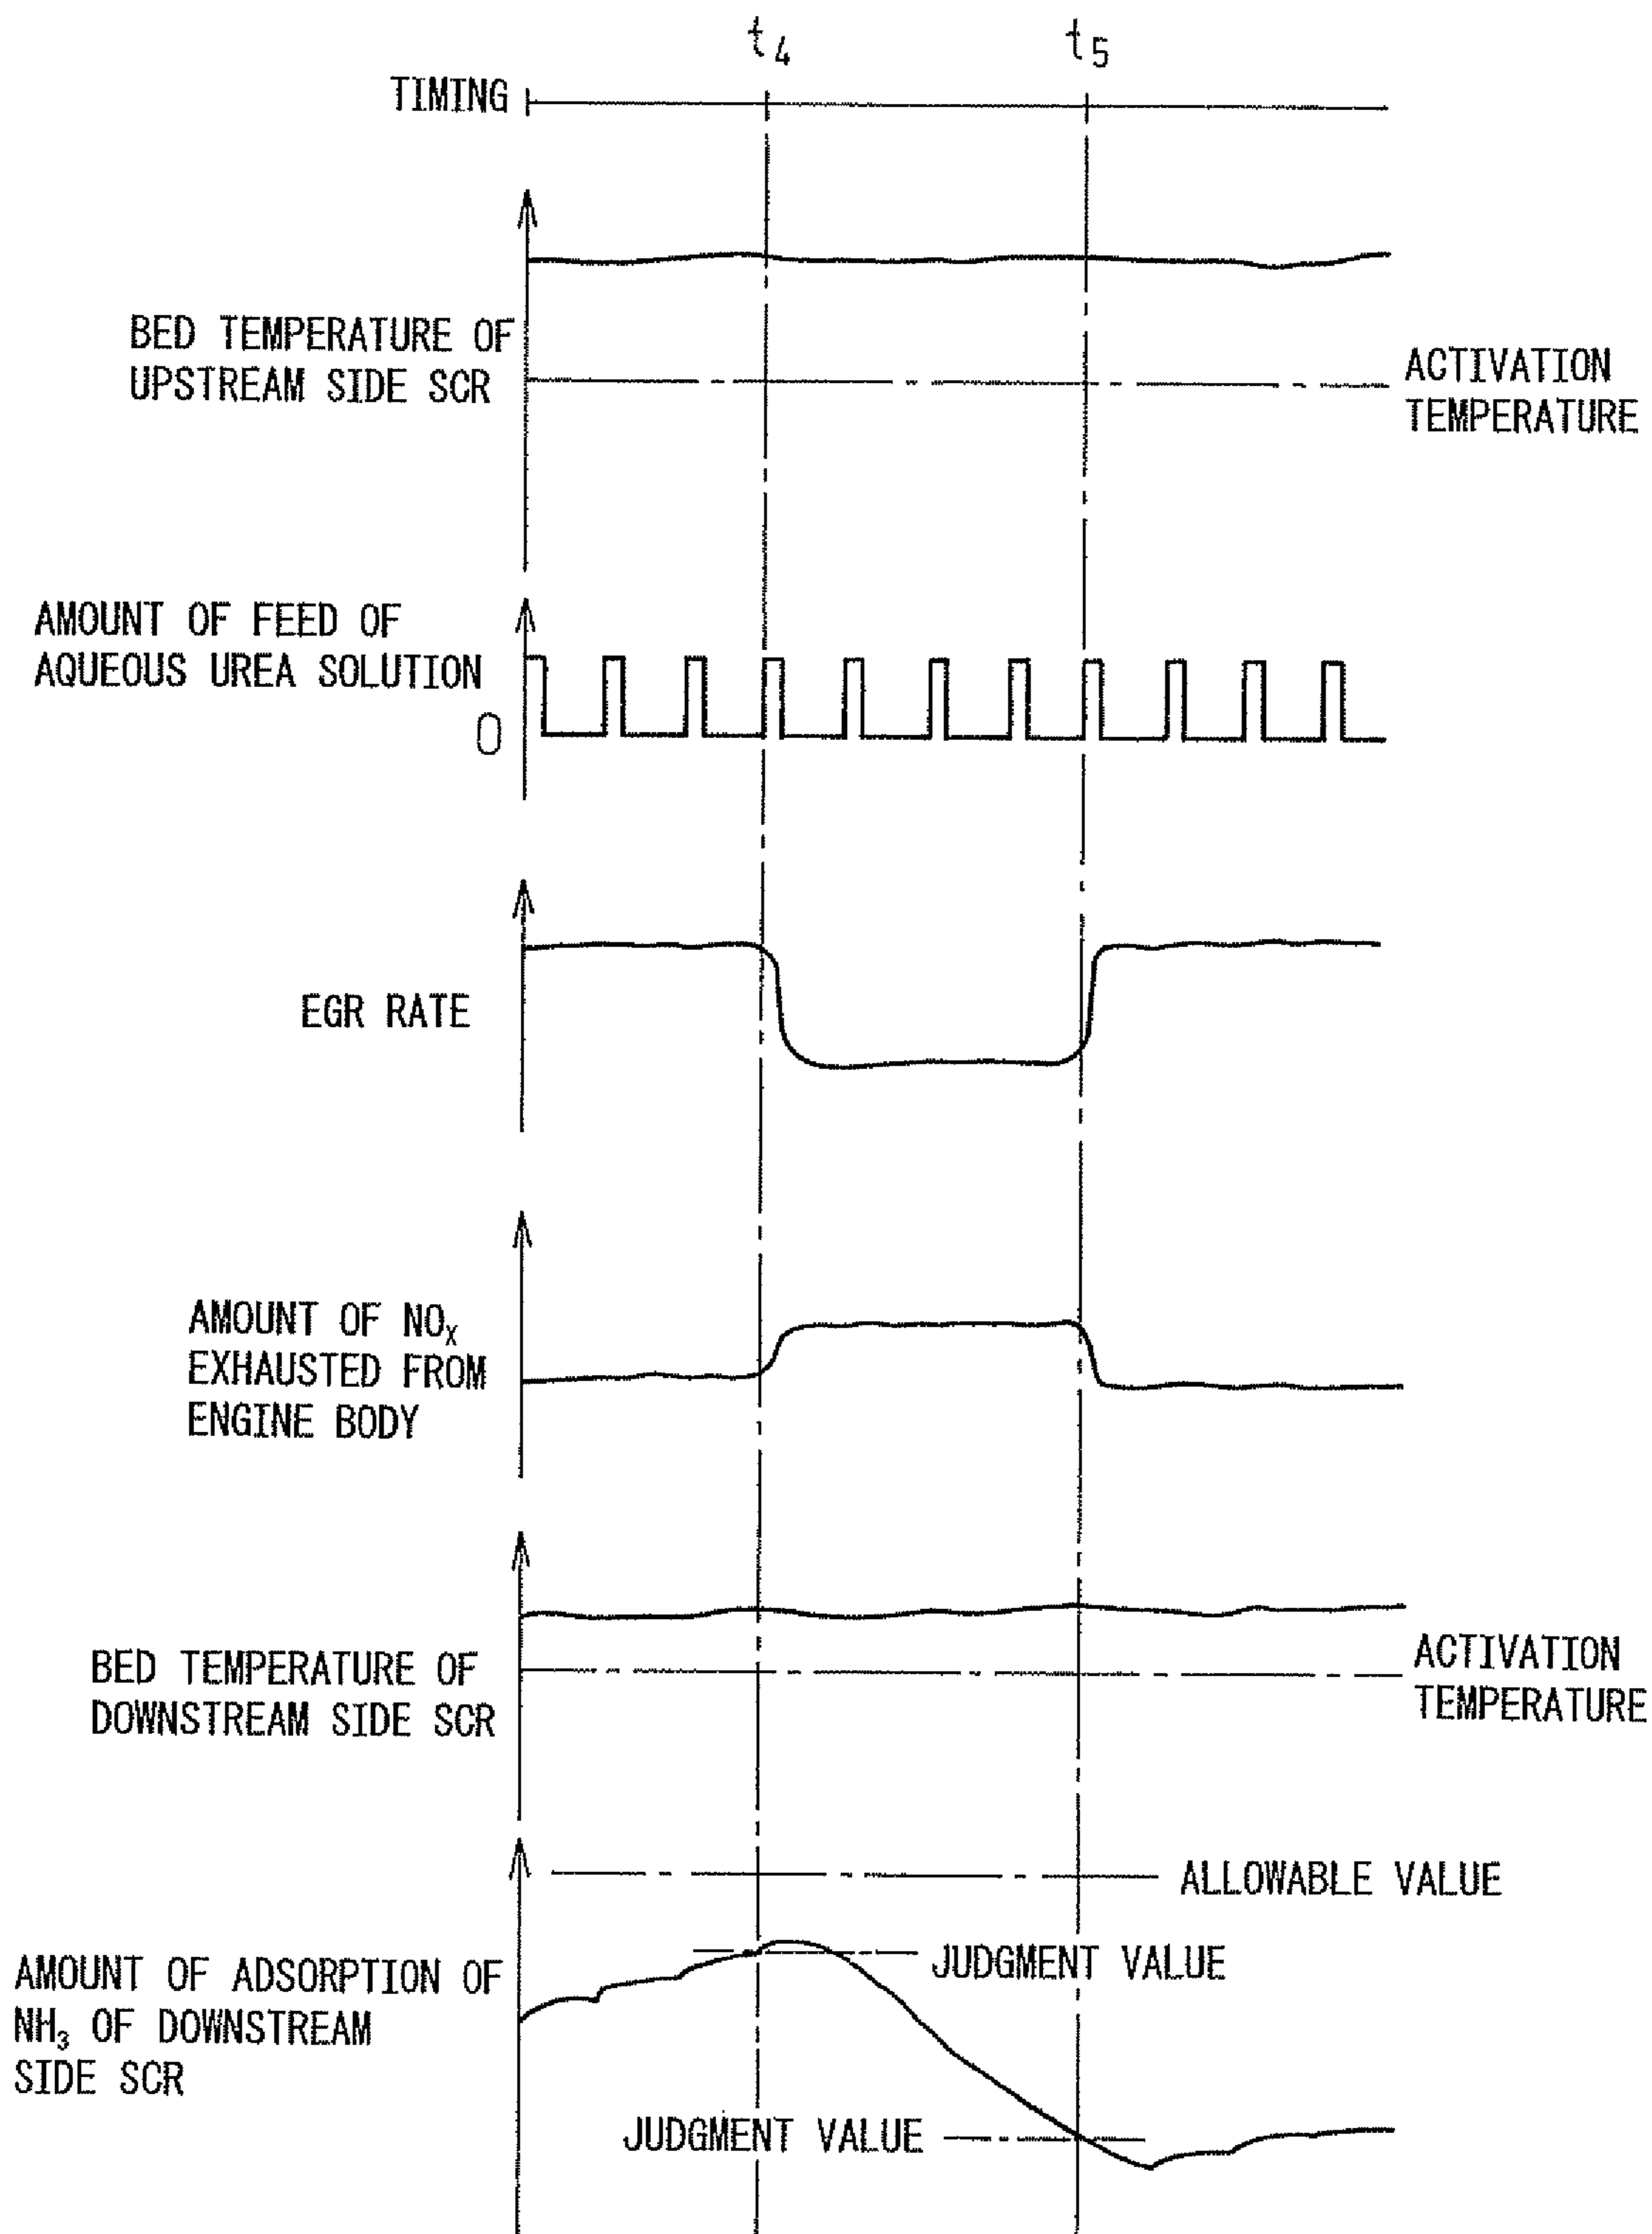 t4 t5
TIMING
BED TEMPERATURE OF
UPSTREAM SIDE SCR
ACTIVATION
TEMPERATURE
AMOUNT OF FEED OF
AQUEOUS UREA SOLUTION
0
EGR RATE
AMOUNT OF NOX
EXHAUSTED FROM
ENGINE BODY
BED TEMPERATURE OF
DOWNSTREAM SIDE SCR
ACTIVATION
TEMPERATURE
ALLOWABLE VALUE
JUDGMENT VALUE
AMOUNT OF ADSORPTION OF
NH3 OF DOWNSTREAM
SIDE SCR
JUDGMENT VALUE